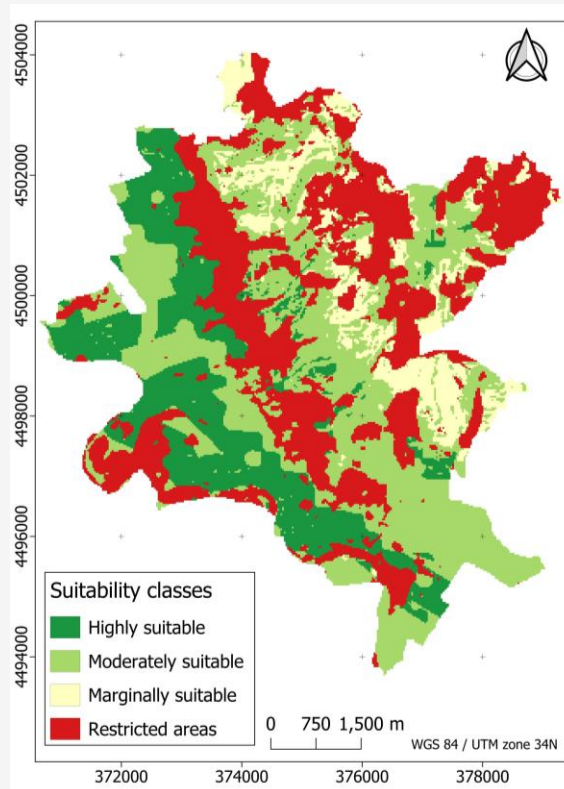 4504000
4502000
4500000
4498000
4496000
4494000
Suitability classes
Highly suitable
Moderately suitable
Marginally suitable
Restricted areas
0 750 1,500 m
WGS 84 / UTM zone 34N
372000 374000 376000 378000